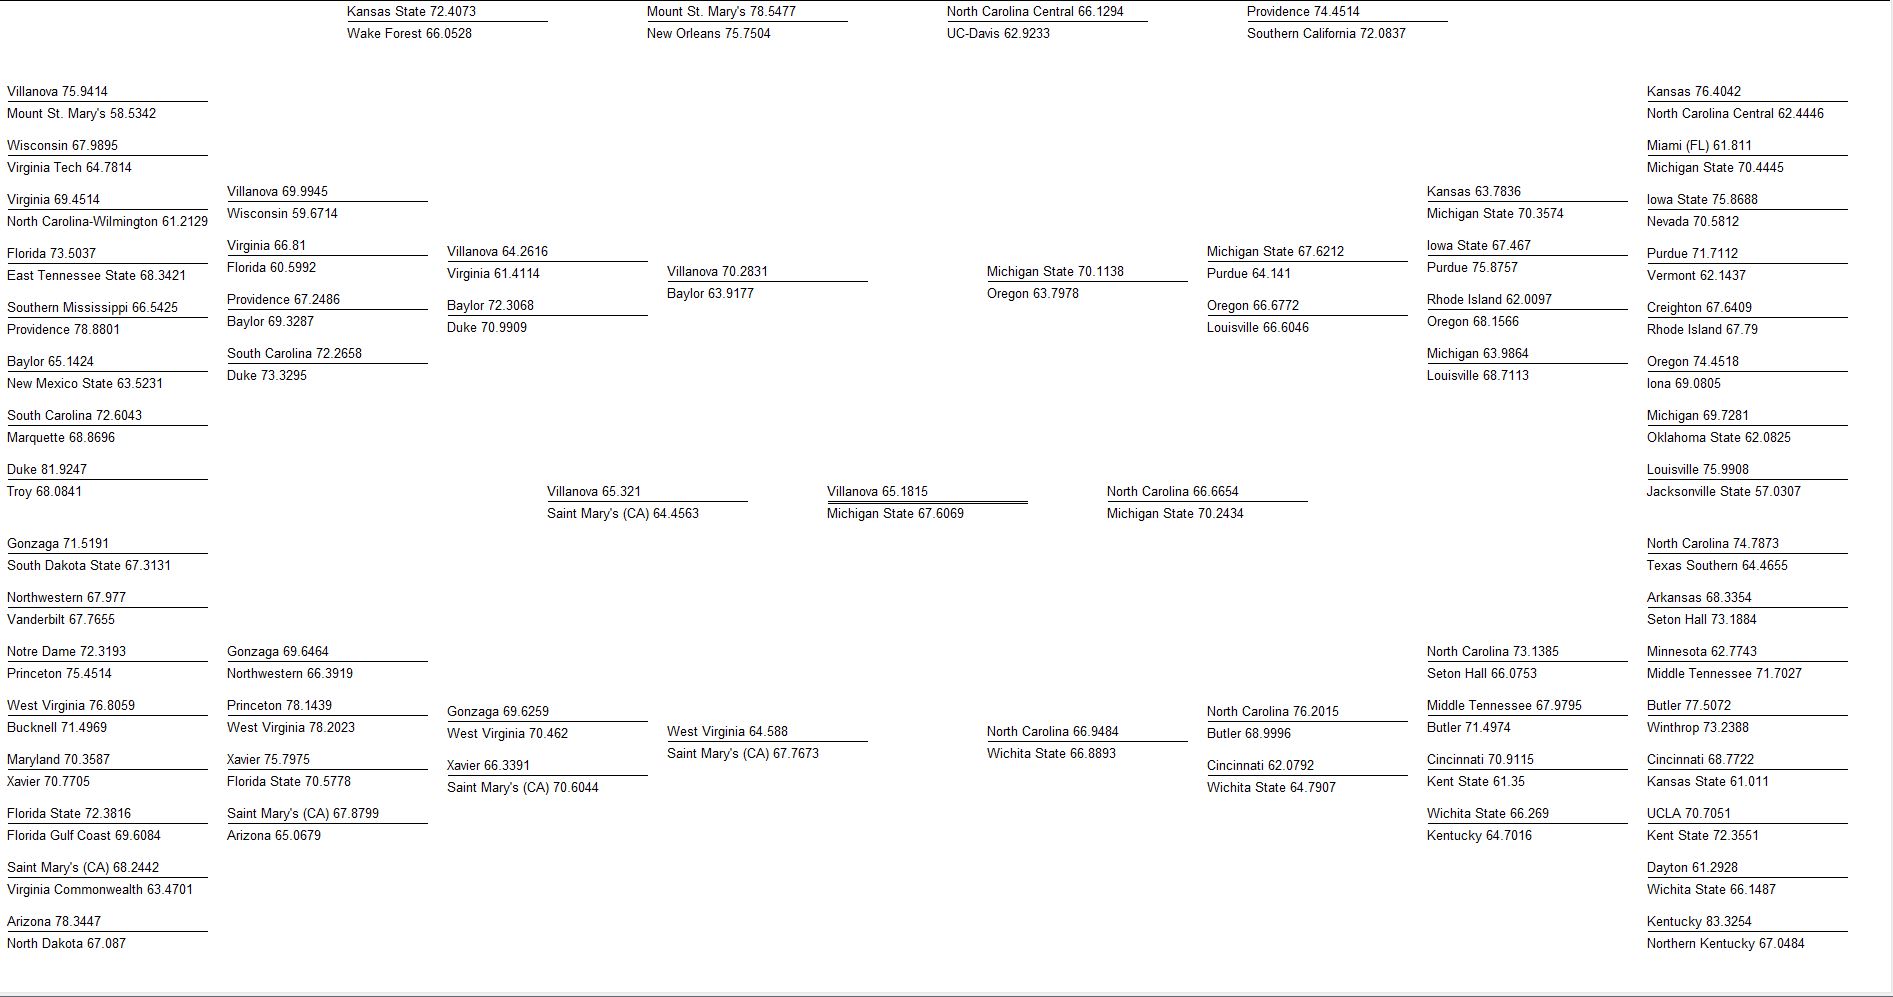 Kansas State 72.4073
Wake Forest 66.0528
Mount St. Mary's 78.5477
New Orleans 75.7504
North Carolina Central 66.1294
UC-Davis 62.9233
Providence 74.4514
Southern California 72.0837
Villanova 75.9414
Mount St. Mary's 58.5342
Wisconsin 67.9895
Virginia Tech 64.7814
Virginia 69.4514
North Carolina-Wilmington 61.2129
Florida 73.5037
East Tennessee State 68.3421
Southern Mississippi 66.5425
Providence 78.8801
Baylor 65.1424
New Mexico State 63.5231
South Carolina 72.6043
Marquette 68.8696
Duke 81.9247
Troy 68.0841
Villanova 69.9945
Wisconsin 59.6714
Virginia 66.81
Florida 60.5992
Providence 67.2486
Baylor 69.3287
South Carolina 72.2658
Duke 73.3295
Villanova 64.2616
Virginia 61.4114
Baylor 72.3068
Duke 70.9909
Villanova 70.2831
Baylor 63.9177
Michigan State 70.1138
Oregon 63.7978
Michigan State 67.6212
Purdue 64.141
Oregon 66.6772
Louisville 66.6046
Kansas 63.7836
Michigan State 70.3574
Iowa State 67.467
Purdue 75.8757
Rhode Island 62.0097
Oregon 68.1566
Michigan 63.9864
Louisville 68.7113
Kansas 76.4042
North Carolina Central 62.4446
Miami (FL) 61.811
Michigan State 70.4445
Iowa State 75.8688
Nevada 70.5812
Purdue 71.7112
Vermont 62.1437
Creighton 67.6409
Rhode Island 67.79
Oregon 74.4518
Iona 69.0805
Michigan 69.7281
Oklahoma State 62.0825
Louisville 75.9908
Jacksonville State 57.0307
Villanova 65.321
Saint Mary's (CA) 64.4563
Villanova 65.1815
Michigan State 67.6069
North Carolina 66.6654
Michigan State 70.2434
Gonzaga 71.5191
South Dakota State 67.3131
Northwestern 67.977
Vanderbilt 67.7655
Notre Dame 72.3193
Princeton 75.4514
West Virginia 76.8059
Bucknell 71.4969
Maryland 70.3587
Xavier 70.7705
Florida State 72.3816
Florida Gulf Coast 69.6084
Saint Mary's (CA) 68.2442
Virginia Commonwealth 63.4701
Arizona 78.3447
North Dakota 67.087
Gonzaga 69.6464
Northwestern 66.3919
Princeton 78.1439
West Virginia 78.2023
Xavier 75.7975
Florida State 70.5778
Saint Mary's (CA) 67.8799
Arizona 65.0679
Gonzaga 69.6259
West Virginia 70.462
Xavier 66.3391
Saint Mary's (CA) 70.6044
West Virginia 64.588
Saint Mary's (CA) 67.7673
North Carolina 66.9484
Wichita State 66.8893
North Carolina 76.2015
Butler 68.9996
Cincinnati 62.0792
Wichita State 64.7907
North Carolina 73.1385
Seton Hall 66.0753
Middle Tennessee 67.9795
Butler 71.4974
Cincinnati 70.9115
Kent State 61.35
Wichita State 66.269
Kentucky 64.7016
North Carolina 74.7873
Texas Southern 64.4655
Arkansas 68.3354
Seton Hall 73.1884
Minnesota 62.7743
Middle Tennessee 71.7027
Butler 77.5072
Winthrop 73.2388
Cincinnati 68.7722
Kansas State 61.011
UCLA 70.7051
Kent State 72.3551
Dayton 61.2928
Wichita State 66.1487
Kentucky 83.3254
Northern Kentucky 67.0484